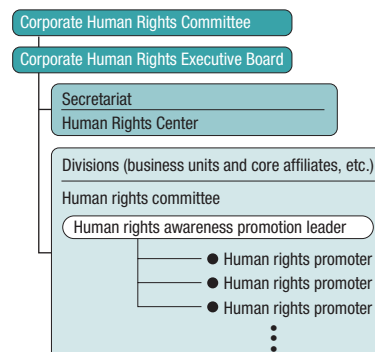 Corporate Human Rights Committee
Corporate Human Rights Executive Board
Secretariat
Human Rights Center
Divisions (business units and core affiliates, etc.)
Human rights committee
Human rights awareness promotion leader
● Human rights promoter
● Human rights promoter
● Human rights promoter